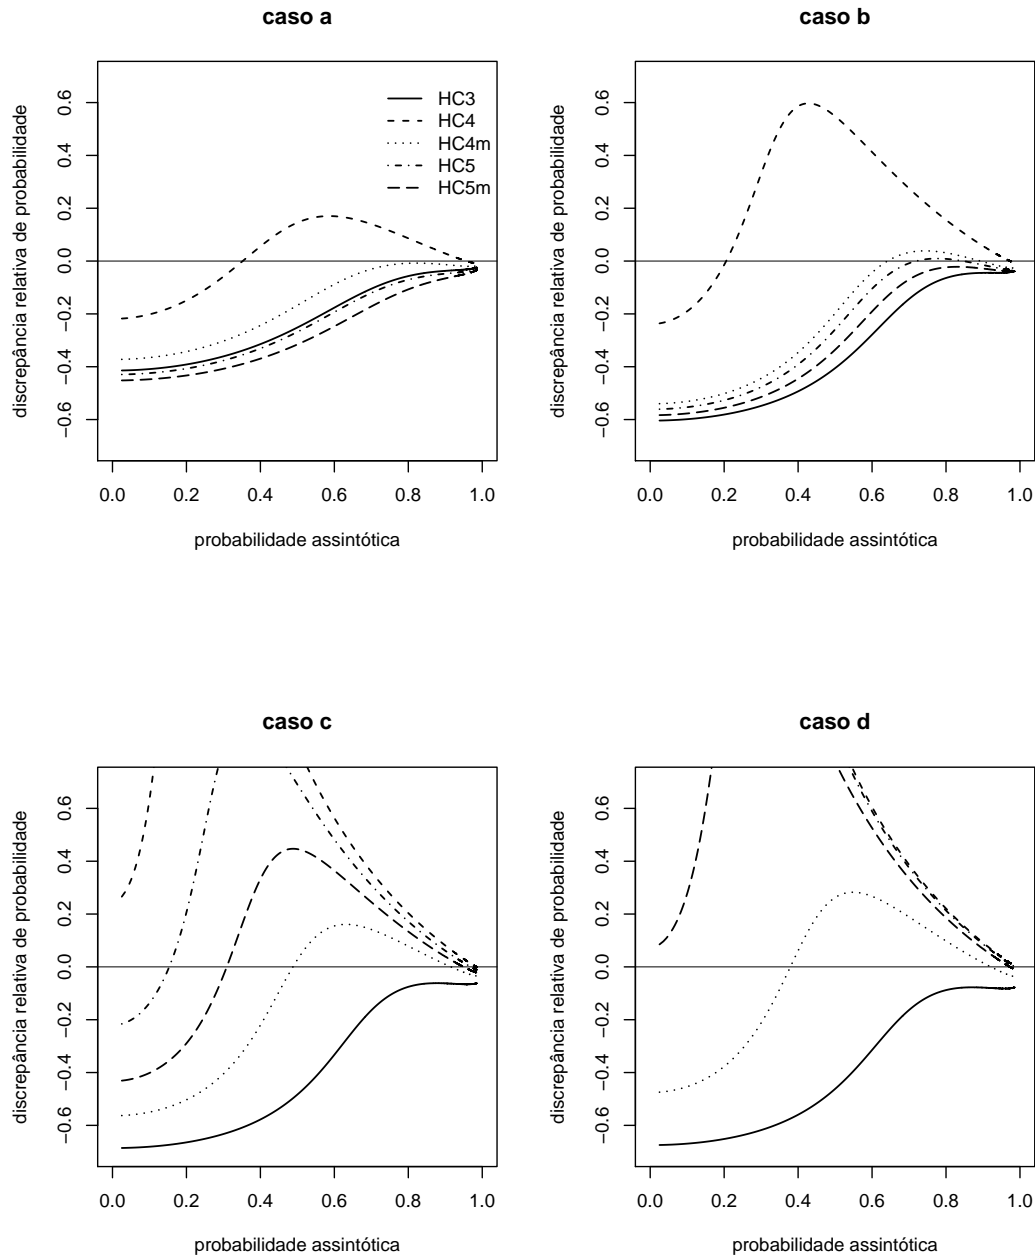 caso a
discrepância relativa de probabilidade
0.6
0.4
0.2
0.0
−0.2
−0.4
−0.6
HC3
HC4
HC4m
HC5
HC5m
0.0 0.2 0.4 0.6 0.8 1.0
probabilidade assintótica
caso b
discrepância relativa de probabilidade
0.6
0.4
0.2
0.0
−0.2
−0.4
−0.6
0.0 0.2 0.4 0.6 0.8 1.0
probabilidade assintótica
caso c
discrepância relativa de probabilidade
0.6
0.4
0.2
0.0
−0.2
−0.4
−0.6
0.0 0.2 0.4 0.6 0.8 1.0
probabilidade assintótica
caso d
discrepância relativa de probabilidade
0.6
0.4
0.2
0.0
−0.2
−0.4
−0.6
0.0 0.2 0.4 0.6 0.8 1.0
probabilidade assintótica